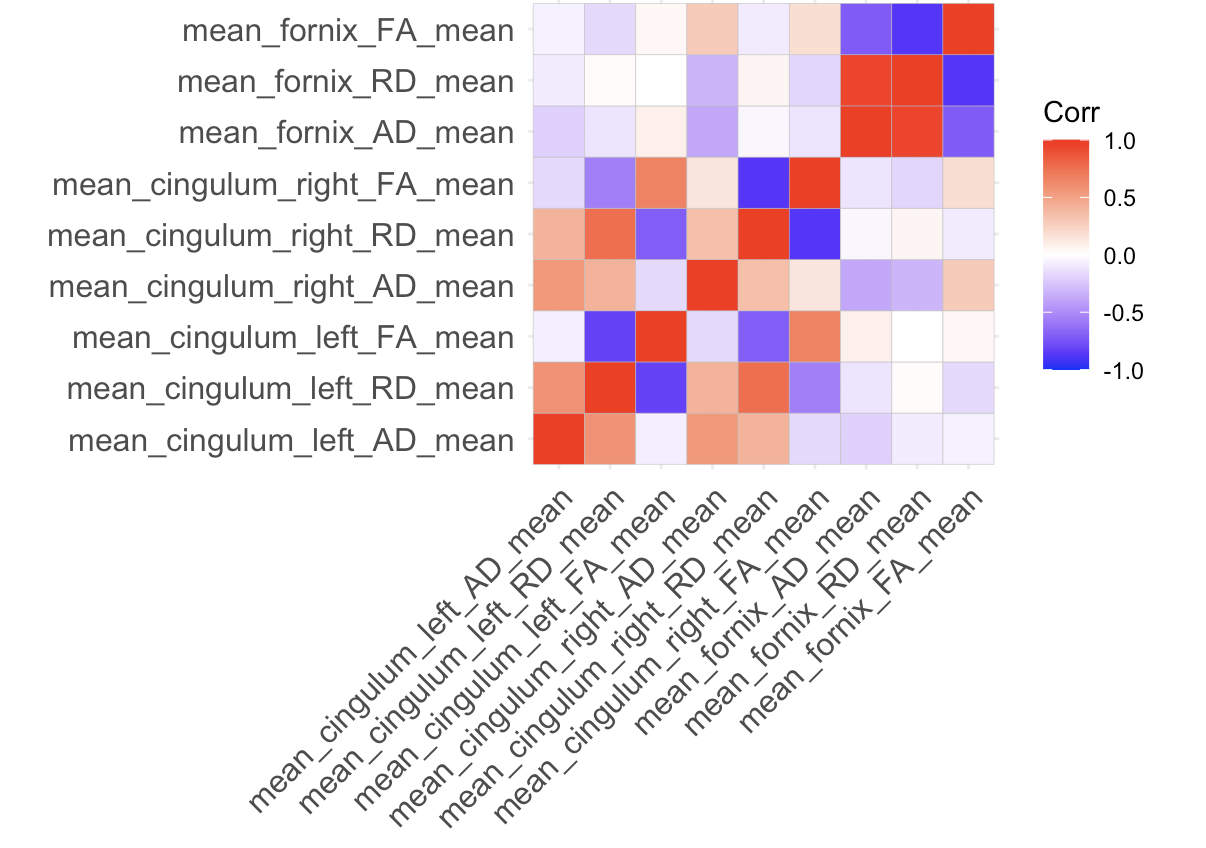 mean_fornix_FA_mean
mean_fornix_RD_mean
mean_fornix_AD_mean
mean_cingulum_right_FA_mean
mean_cingulum_right_RD_mean
mean_cingulum_right_AD_mean
mean_cingulum_left_FA_mean
mean_cingulum_left_RD_mean
mean_cingulum_left_AD_mean
mean_cingulum_left_AD_mean
mean_cingulum_left_RD_mean
mean_cingulum_left_FA_mean
mean_cingulum_right_AD_mean
mean_cingulum_right_RD_mean
mean_cingulum_right_FA_mean
mean_fornix_AD_mean
mean_fornix_RD_mean
mean_fornix_FA_mean
Corr
1.0
0.5
0.0
-0.5
-1.0